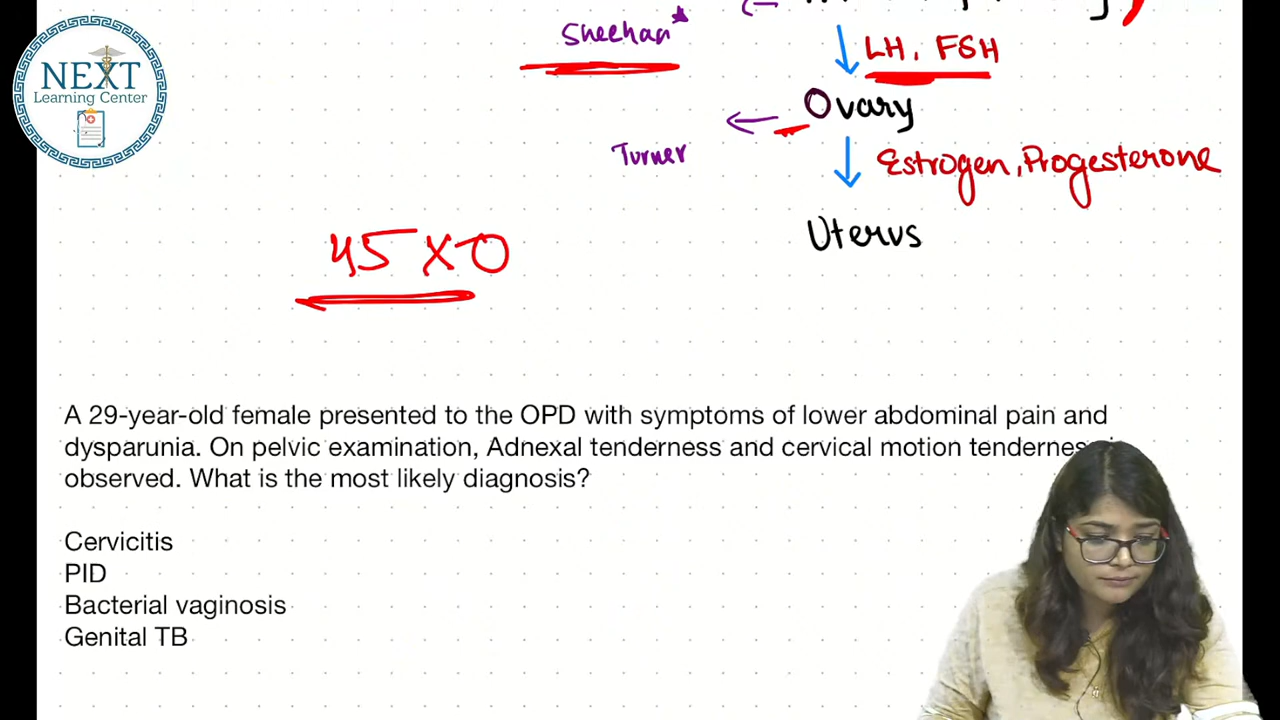 NEXT
Learning Center
Sheehan*
LH, FSH
Ovary
Turner
Estrogen, Progesterone
Uterus
45 XO
A 29-year-old female presented to the OPD with symptoms of lower abdominal pain and
dysparunia. On pelvic examination, Adnexal tenderness and cervical motion tenderness
observed. What is the most likely diagnosis?
Cervicitis
PID
Bacterial vaginosis
Genital TB